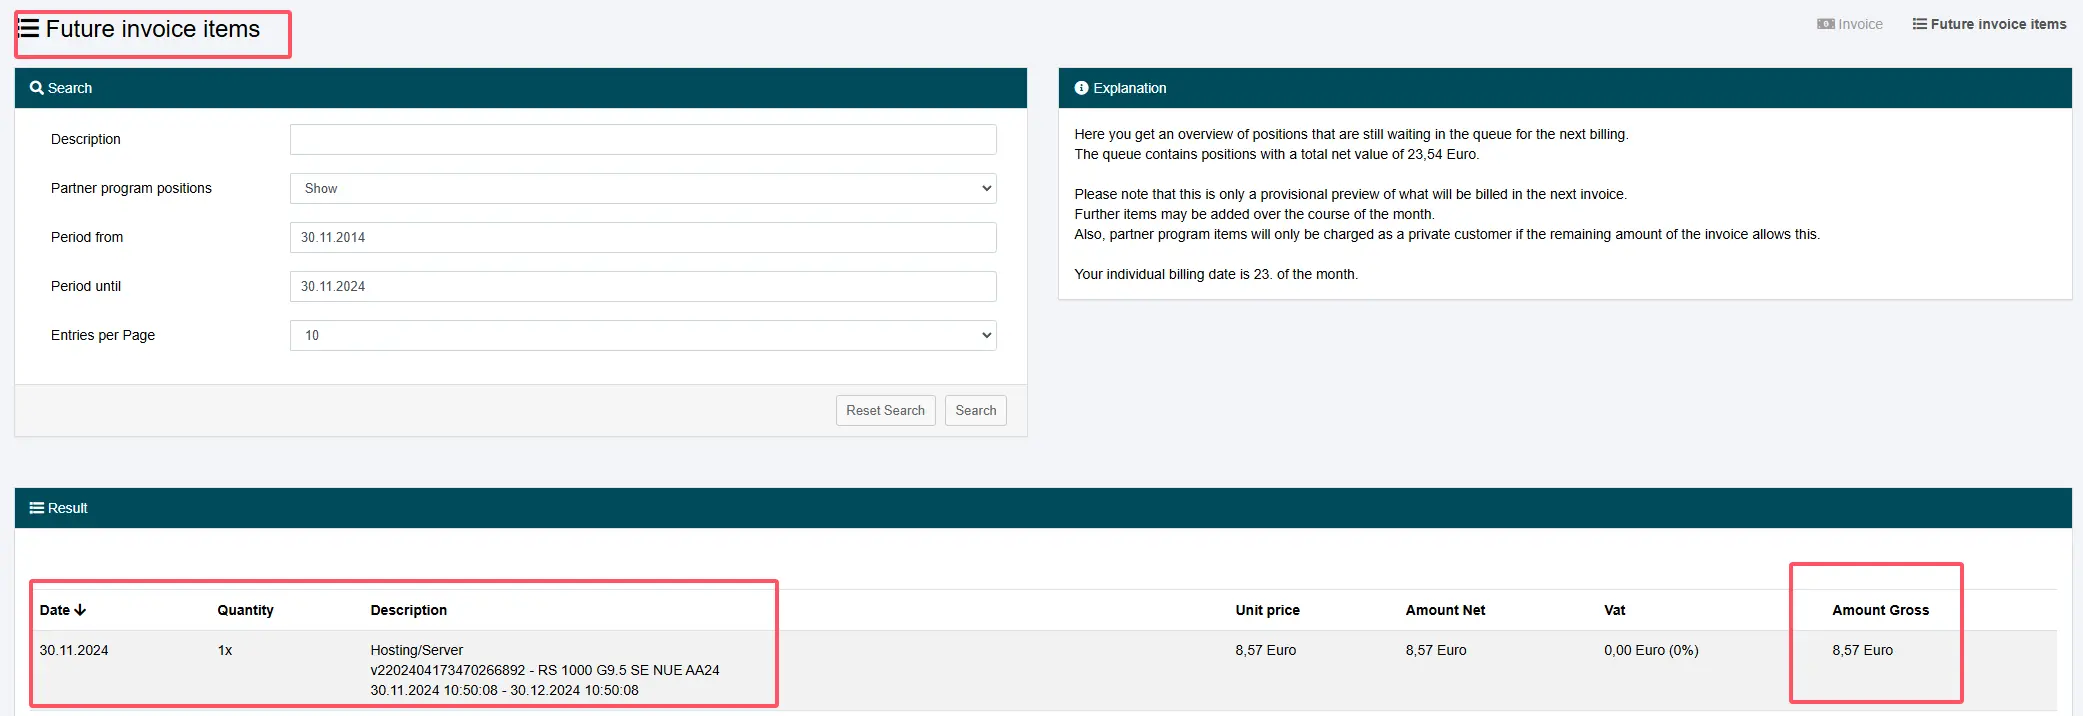 Future invoice items
Invoice
Future invoice items
Search
Description
Partner program positions
Show
Period from
30.11.2014
Period until
30.11.2024
Entries per Page
10
Reset Search
Search
Explanation
Here you get an overview of positions that are still waiting in the queue for the next billing.
The queue contains positions with a total net value of 23,54 Euro.
Please note that this is only a provisional preview of what will be billed in the next invoice.
Further items may be added over the course of the month.
Also, partner program items will only be charged as a private customer if the remaining amount of the invoice allows this.
Your individual billing date is 23. of the month.
Result
Date Quantity Description Unit price Amount Net Vat Amount Gross
30.11.2024 1x Hosting/Server 8,57 Euro 8,57 Euro 0,00 Euro (0%) 8,57 Euro
v2202404173470266892 - RS 1000 G9.5 SE NUE AA24
30.11.2024 10:50:08 - 30.12.2024 10:50:08